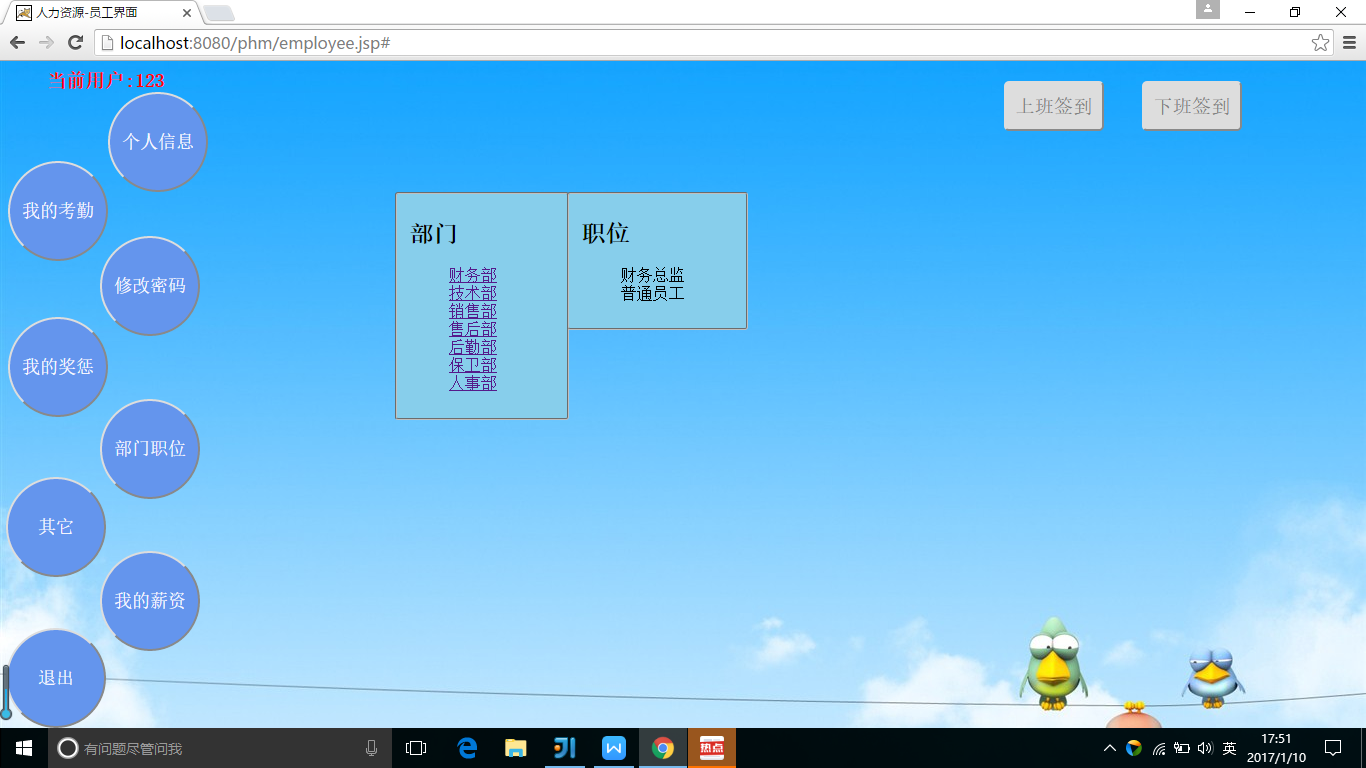 人力资源-员工界面
localhost:8080/phm/employee.jsp#
当前用户:123
上班签到
下班签到
个人信息
我的考勤
修改密码
我的奖惩
部门职位
其它
我的薪资
退出
部门
财务部
技术部
销售部
售后部
后勤部
保卫部
人事部
职位
财务总监
普通员工
有问题尽管问我
热点
英
17:51
2017/1/10